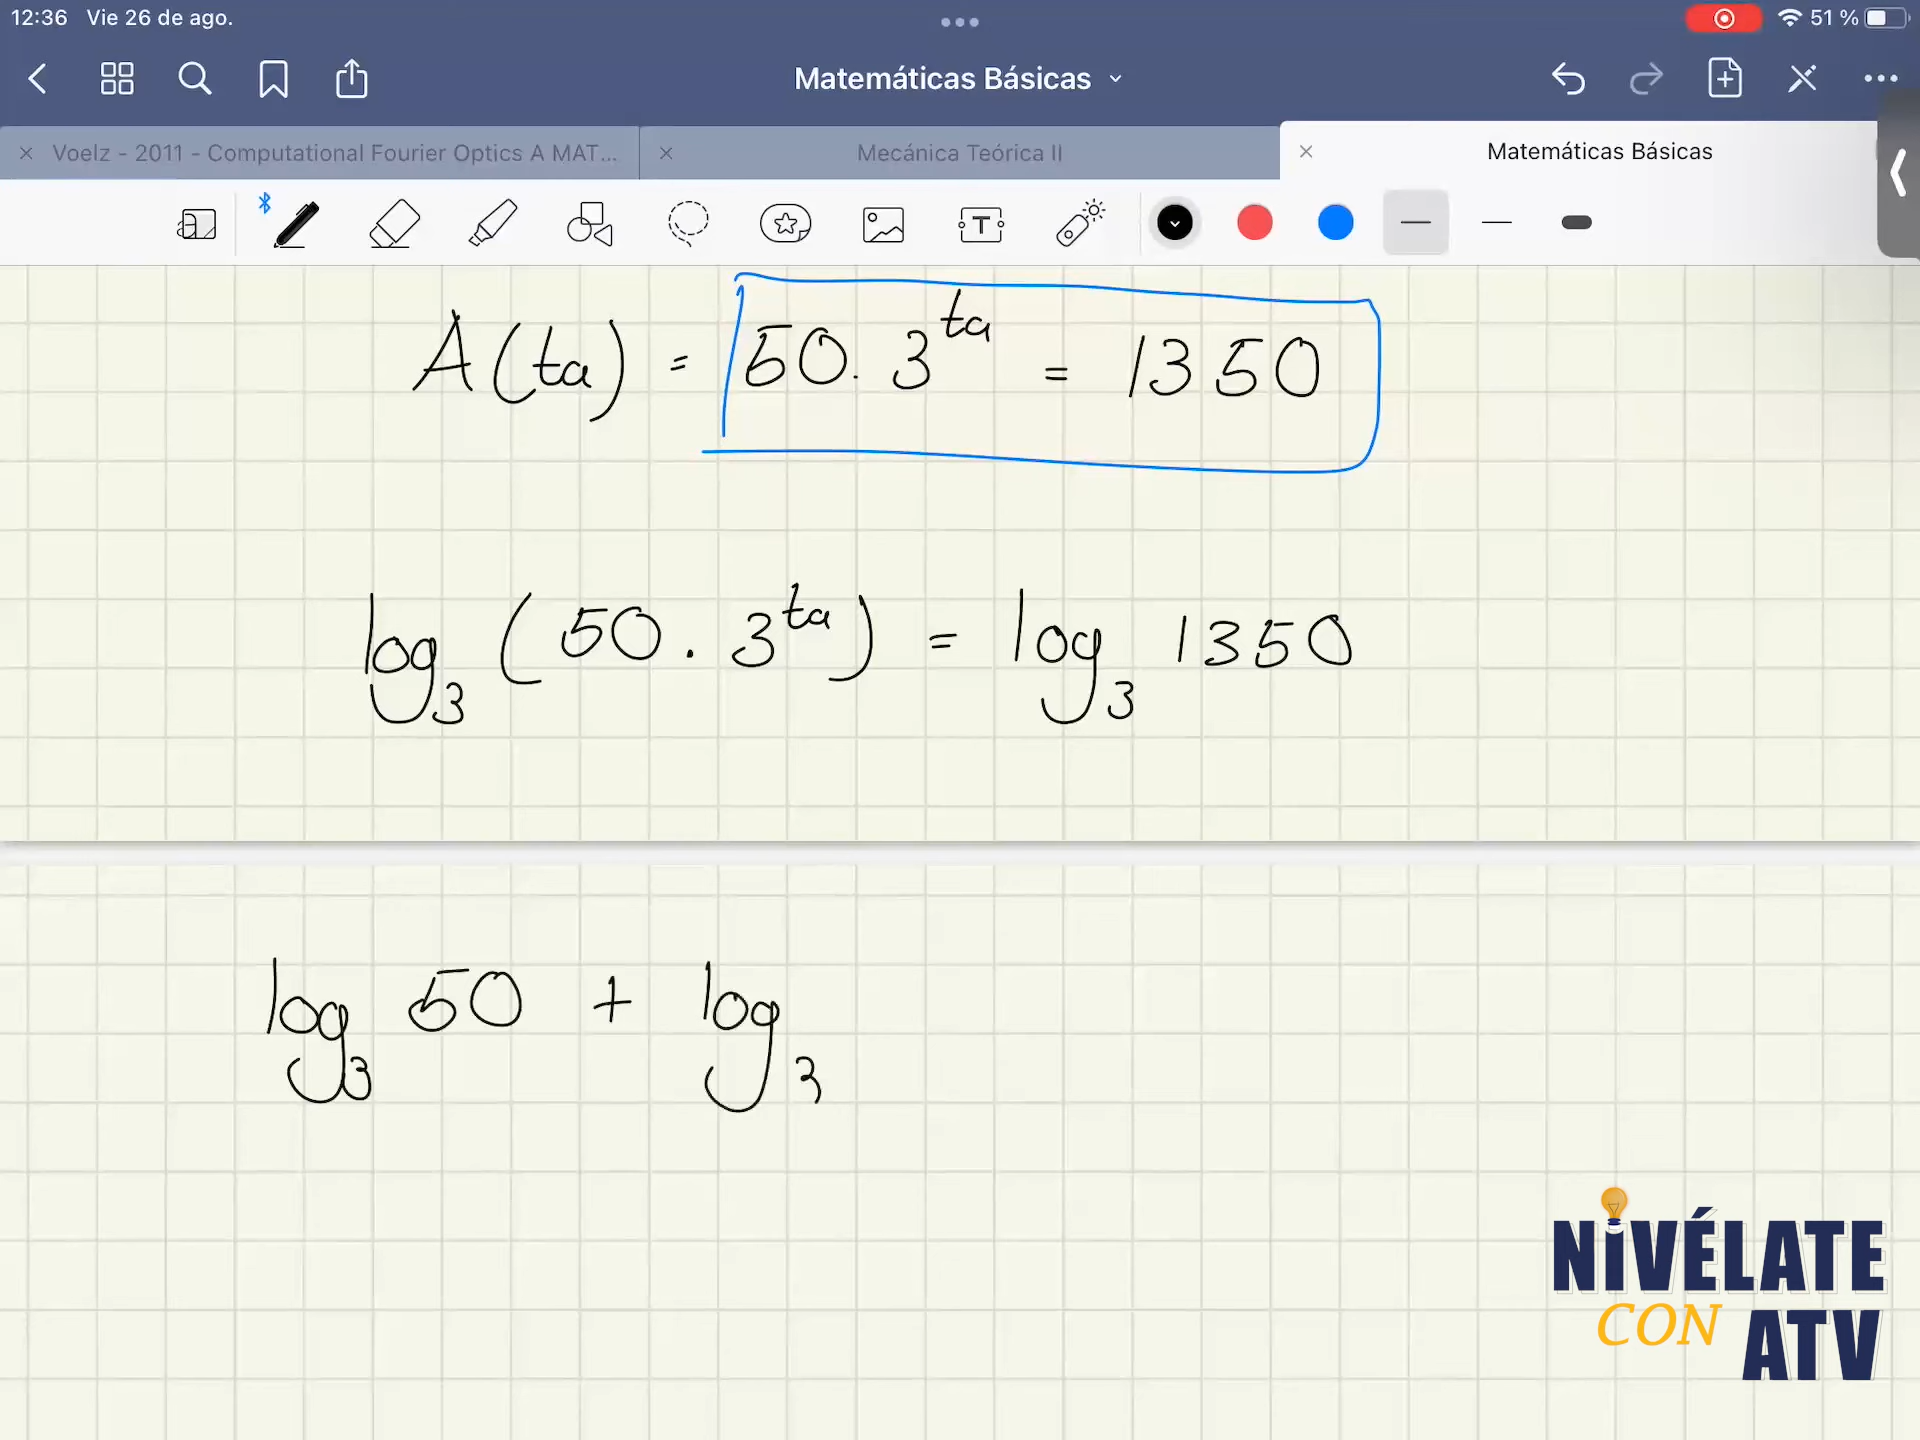 12:36 Vie 26 de ago. 51 %
Matemáticas Básicas
Voelz - 2011 - Computational Fourier Optics A MAT... Mecánica Teórica II Matemáticas Básicas
A(ta) = 50 . 3^ta = 1350
log₃ (50 . 3^ta) = log₃ 1350
log₃ 50 + log₃
NIVÉLATE
CON ATV